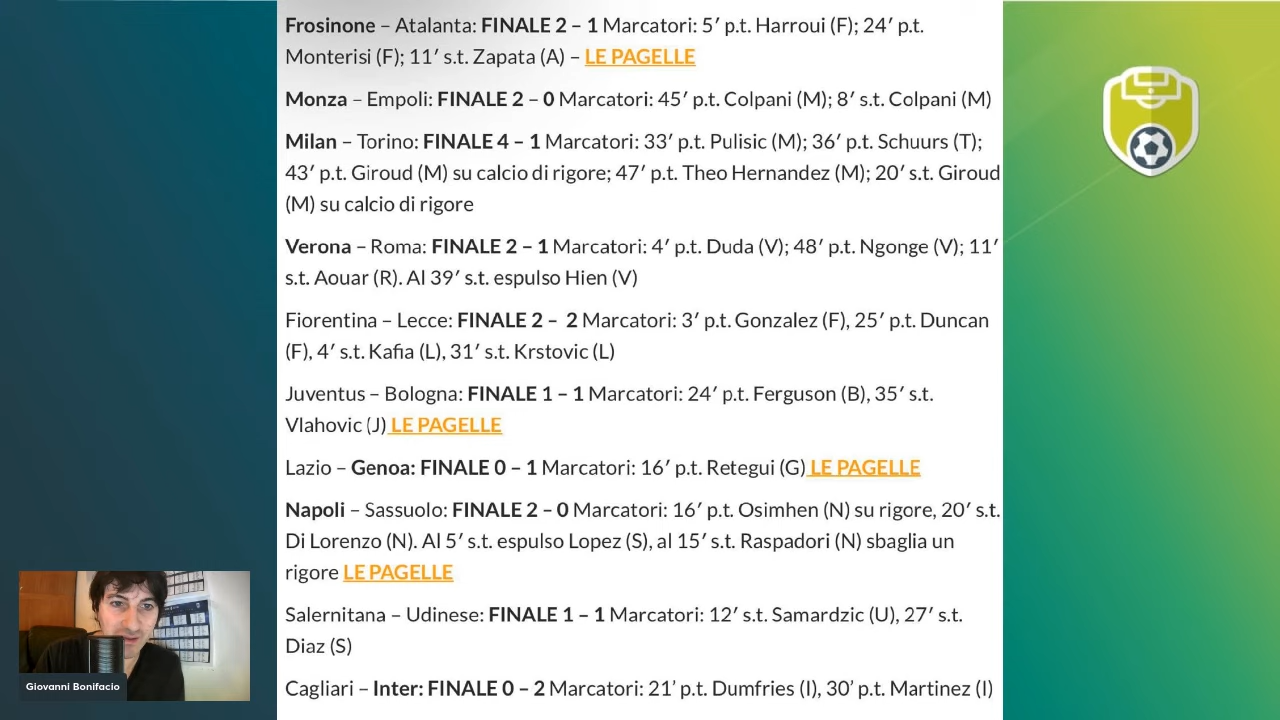 Frosinone – Atalanta: FINALE 2 – 1 Marcatori: 5′ p.t. Harroui (F); 24′ p.t.
Monterisi (F); 11′ s.t. Zapata (A) – LE PAGELLE
Monza – Empoli: FINALE 2 – 0 Marcatori: 45′ p.t. Colpani (M); 8′ s.t. Colpani (M)
Milan – Torino: FINALE 4 – 1 Marcatori: 33′ p.t. Pulisic (M); 36′ p.t. Schuurs (T);
43′ p.t. Giroud (M) su calcio di rigore; 47′ p.t. Theo Hernandez (M); 20′ s.t. Giroud
(M) su calcio di rigore
Verona – Roma: FINALE 2 – 1 Marcatori: 4′ p.t. Duda (V); 48′ p.t. Ngonge (V); 11′
s.t. Aouar (R). Al 39′ s.t. espulso Hien (V)
Fiorentina – Lecce: FINALE 2 – 2 Marcatori: 3′ p.t. Gonzalez (F), 25′ p.t. Duncan
(F), 4′ s.t. Kafia (L), 31′ s.t. Krstovic (L)
Juventus – Bologna: FINALE 1 – 1 Marcatori: 24′ p.t. Ferguson (B), 35′ s.t.
Vlahovic (J) LE PAGELLE
Lazio – Genoa: FINALE 0 – 1 Marcatori: 16′ p.t. Retegui (G) LE PAGELLE
Napoli – Sassuolo: FINALE 2 – 0 Marcatori: 16′ p.t. Osimhen (N) su rigore, 20′ s.t.
Di Lorenzo (N). Al 5′ s.t. espulso Lopez (S), al 15′ s.t. Raspadori (N) sbaglia un
rigore LE PAGELLE
Salernitana – Udinese: FINALE 1 – 1 Marcatori: 12′ s.t. Samardzic (U), 27′ s.t.
Diaz (S)
Cagliari – Inter: FINALE 0 – 2 Marcatori: 21’ p.t. Dumfries (I), 30’ p.t. Martinez (I)
Giovanni Bonifacio